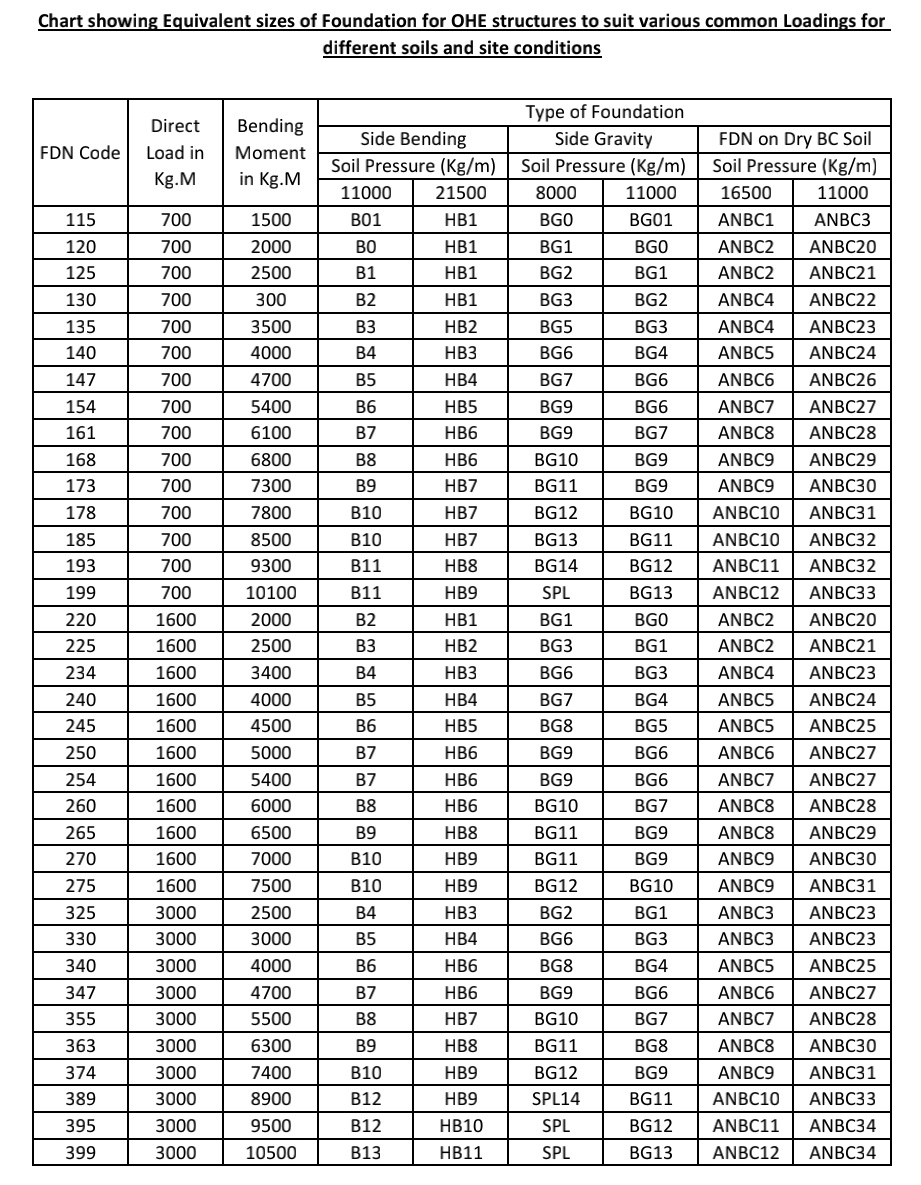 Chart showing Equivalent sizes of Foundation for OHE structures to suit various common Loadings for
different soils and site conditions
Type of Foundation
FDN Code Direct Load in Kg.M Bending Moment in Kg.M Side Bending Side Gravity FDN on Dry BC Soil
Soil Pressure (Kg/m) Soil Pressure (Kg/m) Soil Pressure (Kg/m)
11000 21500 8000 11000 16500 11000
115 700 1500 B01 HB1 BG0 BG01 ANBC1 ANBC3
120 700 2000 B0 HB1 BG1 BG0 ANBC2 ANBC20
125 700 2500 B1 HB1 BG2 BG1 ANBC2 ANBC21
130 700 300 B2 HB1 BG3 BG2 ANBC4 ANBC22
135 700 3500 B3 HB2 BG5 BG3 ANBC4 ANBC23
140 700 4000 B4 HB3 BG6 BG4 ANBC5 ANBC24
147 700 4700 B5 HB4 BG7 BG6 ANBC6 ANBC26
154 700 5400 B6 HB5 BG9 BG6 ANBC7 ANBC27
161 700 6100 B7 HB6 BG9 BG7 ANBC8 ANBC28
168 700 6800 B8 HB6 BG10 BG9 ANBC9 ANBC29
173 700 7300 B9 HB7 BG11 BG9 ANBC9 ANBC30
178 700 7800 B10 HB7 BG12 BG10 ANBC10 ANBC31
185 700 8500 B10 HB7 BG13 BG11 ANBC10 ANBC32
193 700 9300 B11 HB8 BG14 BG12 ANBC11 ANBC32
199 700 10100 B11 HB9 SPL BG13 ANBC12 ANBC33
220 1600 2000 B2 HB1 BG1 BG0 ANBC2 ANBC20
225 1600 2500 B3 HB2 BG3 BG1 ANBC2 ANBC21
234 1600 3400 B4 HB3 BG6 BG3 ANBC4 ANBC23
240 1600 4000 B5 HB4 BG7 BG4 ANBC5 ANBC24
245 1600 4500 B6 HB5 BG8 BG5 ANBC5 ANBC25
250 1600 5000 B7 HB6 BG9 BG6 ANBC6 ANBC27
254 1600 5400 B7 HB6 BG9 BG6 ANBC7 ANBC27
260 1600 6000 B8 HB6 BG10 BG7 ANBC8 ANBC28
265 1600 6500 B9 HB8 BG11 BG9 ANBC8 ANBC29
270 1600 7000 B10 HB9 BG11 BG9 ANBC9 ANBC30
275 1600 7500 B10 HB9 BG12 BG10 ANBC9 ANBC31
325 3000 2500 B4 HB3 BG2 BG1 ANBC3 ANBC23
330 3000 3000 B5 HB4 BG6 BG3 ANBC3 ANBC23
340 3000 4000 B6 HB6 BG8 BG4 ANBC5 ANBC25
347 3000 4700 B7 HB6 BG9 BG6 ANBC6 ANBC27
355 3000 5500 B8 HB7 BG10 BG7 ANBC7 ANBC28
363 3000 6300 B9 HB8 BG11 BG8 ANBC8 ANBC30
374 3000 7400 B10 HB9 BG12 BG9 ANBC9 ANBC31
389 3000 8900 B12 HB9 SPL14 BG11 ANBC10 ANBC33
395 3000 9500 B12 HB10 SPL BG12 ANBC11 ANBC34
399 3000 10500 B13 HB11 SPL BG13 ANBC12 ANBC34